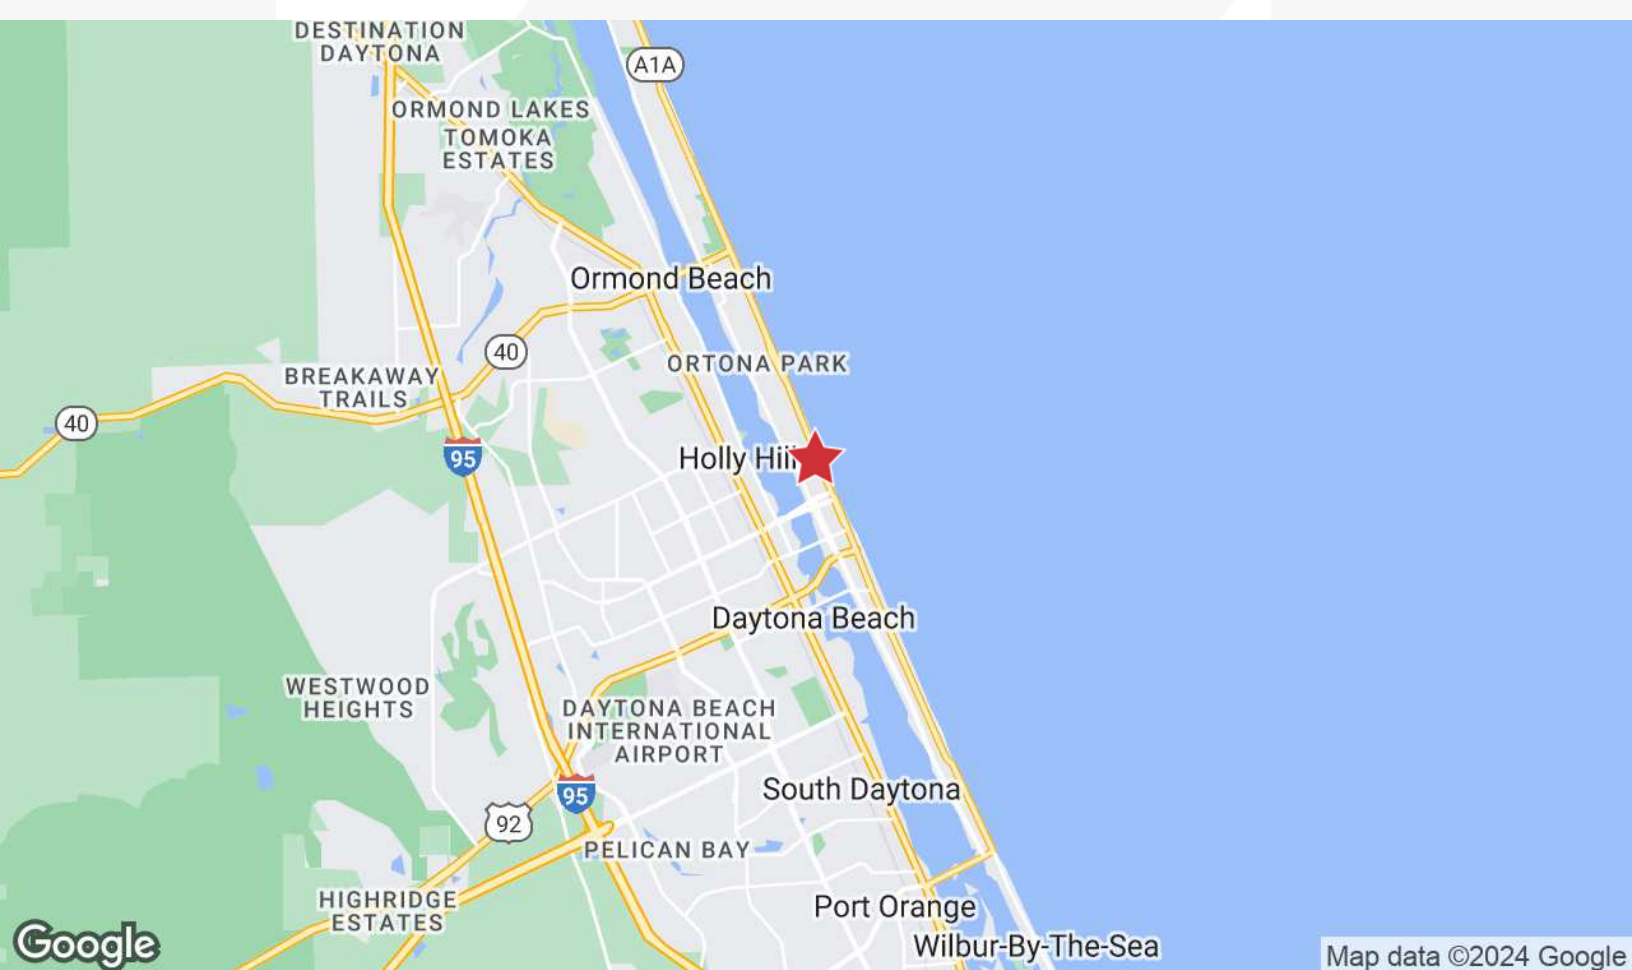 DESTINATION
DAYTONA
A1A
ORMOND LAKES
TOMOKA
ESTATES
Ormond Beach
40
ORTONA PARK
BREAKAWAY
TRAILS
40
95
Holly Hill
Daytona Beach
WESTWOOD
HEIGHTS
DAYTONA BEACH
INTERNATIONAL
AIRPORT
95
South Daytona
92
PELICAN BAY
HIGHRIDGE
ESTATES
Port Orange
Wilbur-By-The-Sea
Google
Map data ©2024 Google